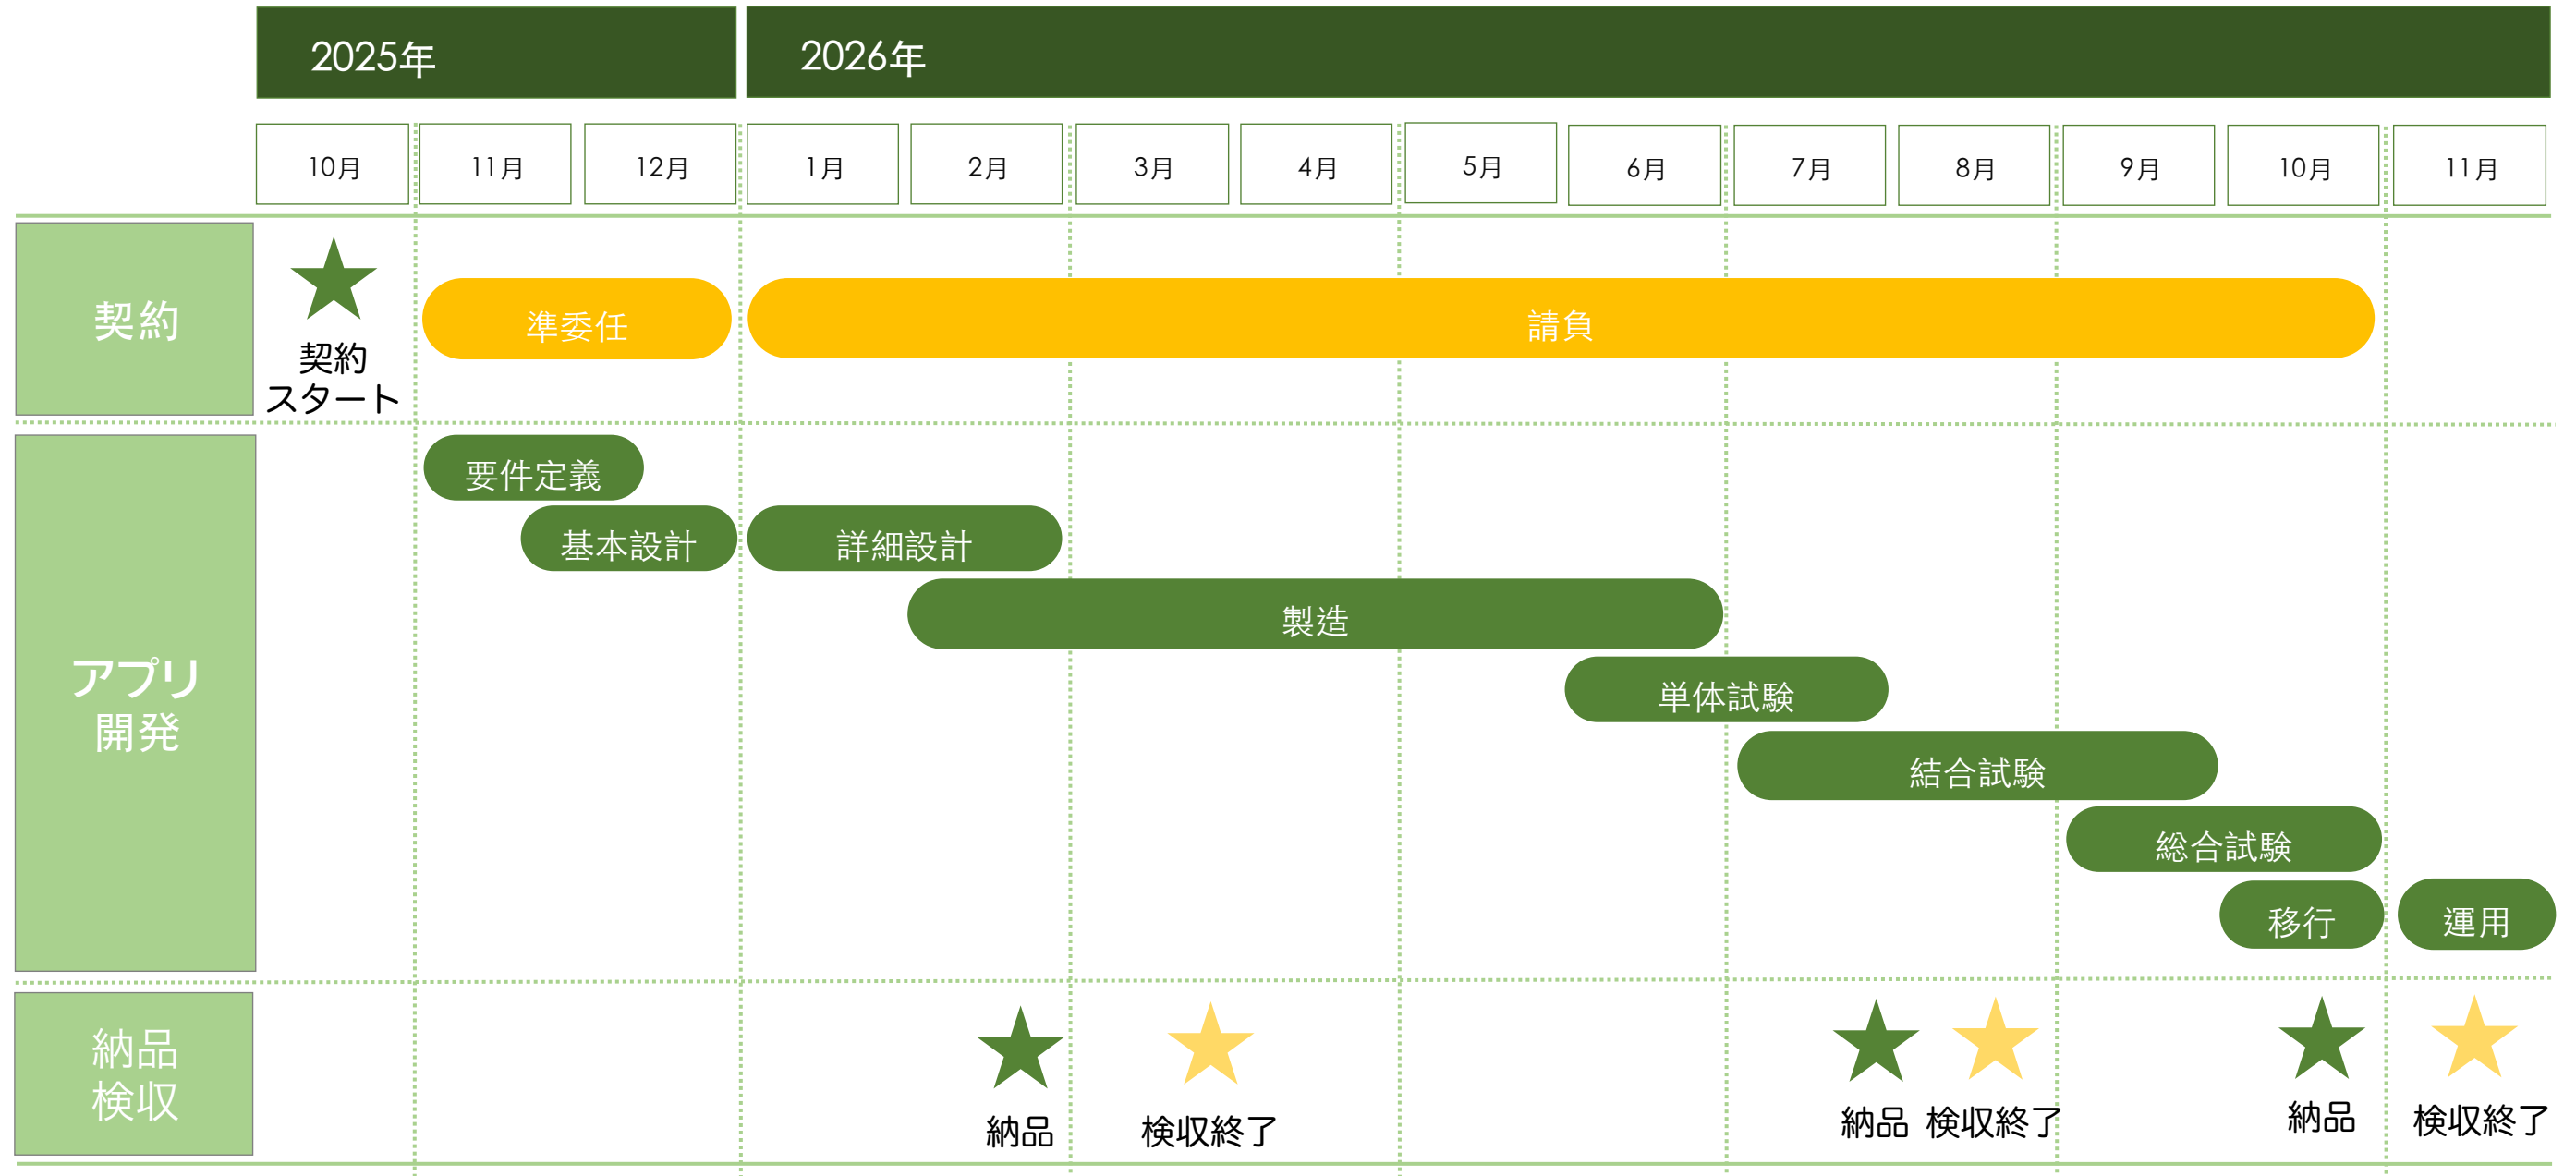 2025年
2026年
10月
11月
12月
1月
2月
3月
4月
5月
6月
7月
8月
9月
10月
11月
契約
契約
スタート
準委任
請負
アプリ
開発
要件定義
基本設計
詳細設計
製造
単体試験
結合試験
総合試験
移行
運用
納品
検収
納品
検収終了
納品
検収終了
納品
検収終了